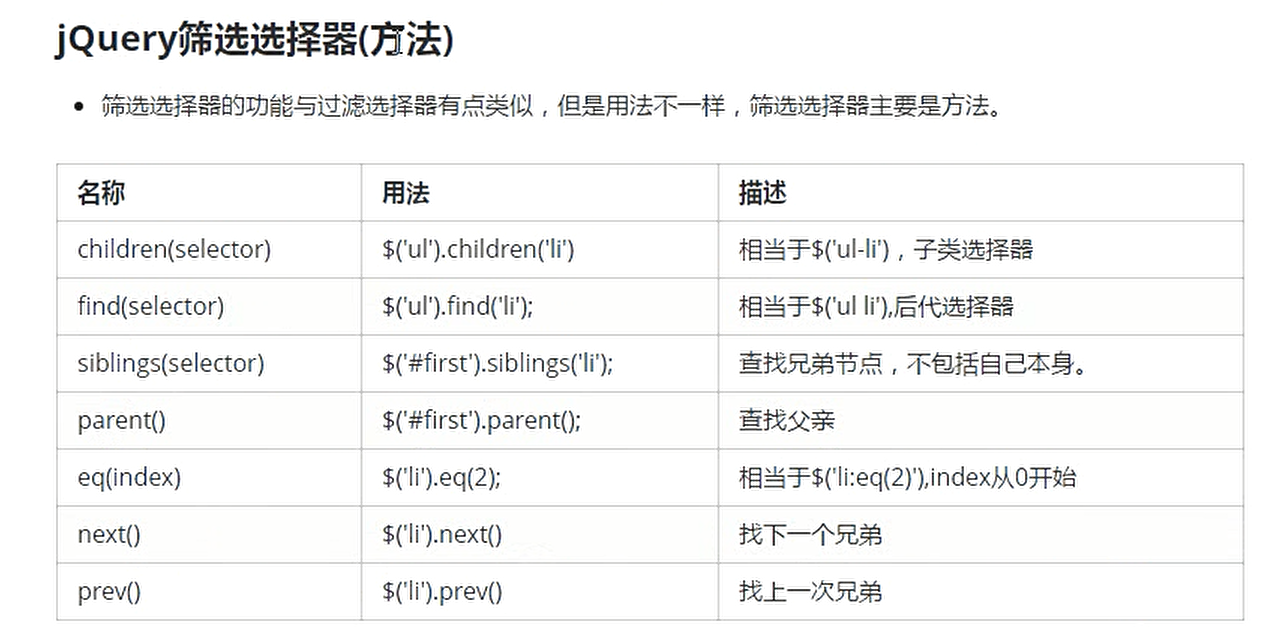 jQuery筛选选择器(方法)
筛选选择器的功能与过滤选择器有点类似，但是用法不一样，筛选选择器主要是方法。
名称 用法 描述
children(selector) $('ul').children('li') 相当于$('ul-li')，子类选择器
find(selector) $('ul').find('li'); 相当于$('ul li'),后代选择器
siblings(selector) $('#first').siblings('li'); 查找兄弟节点，不包括自己本身。
parent() $('#first').parent(); 查找父亲
eq(index) $('li').eq(2); 相当于$('li:eq(2)'),index从0开始
next() $('li').next() 找下一个兄弟
prev() $('li').prev() 找上一次兄弟